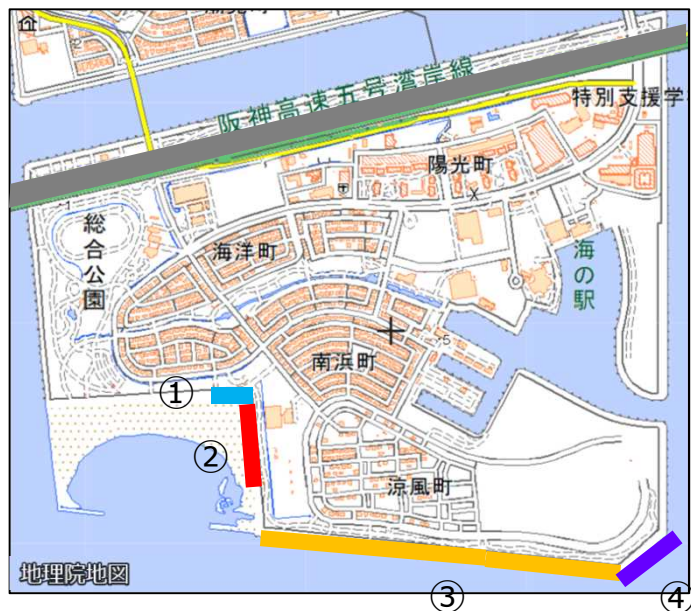 阪神高速五号湾岸線
特別支援学
陽光町
総合公園
海洋町
海の駅
5
南浜町
①
②
涼風町
地理院地図
③
④